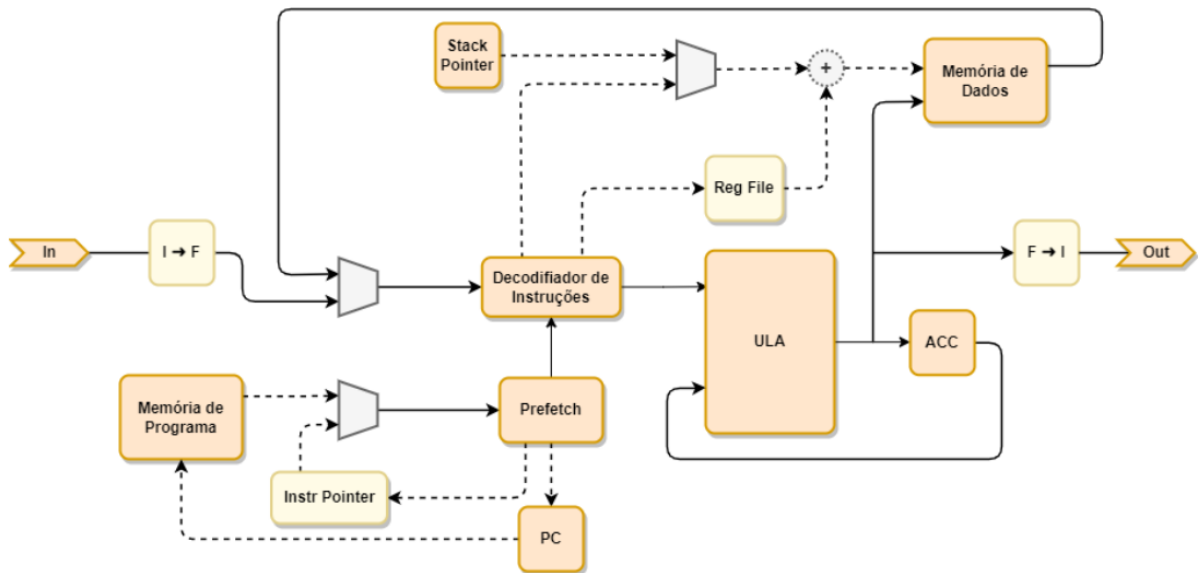 Stack
Pointer
+
Memória de
Dados
Reg File
In
I → F
Decodifiador de
Instruções
F → I
Out
ULA
ACC
Memória de
Programa
Prefetch
Instr Pointer
PC